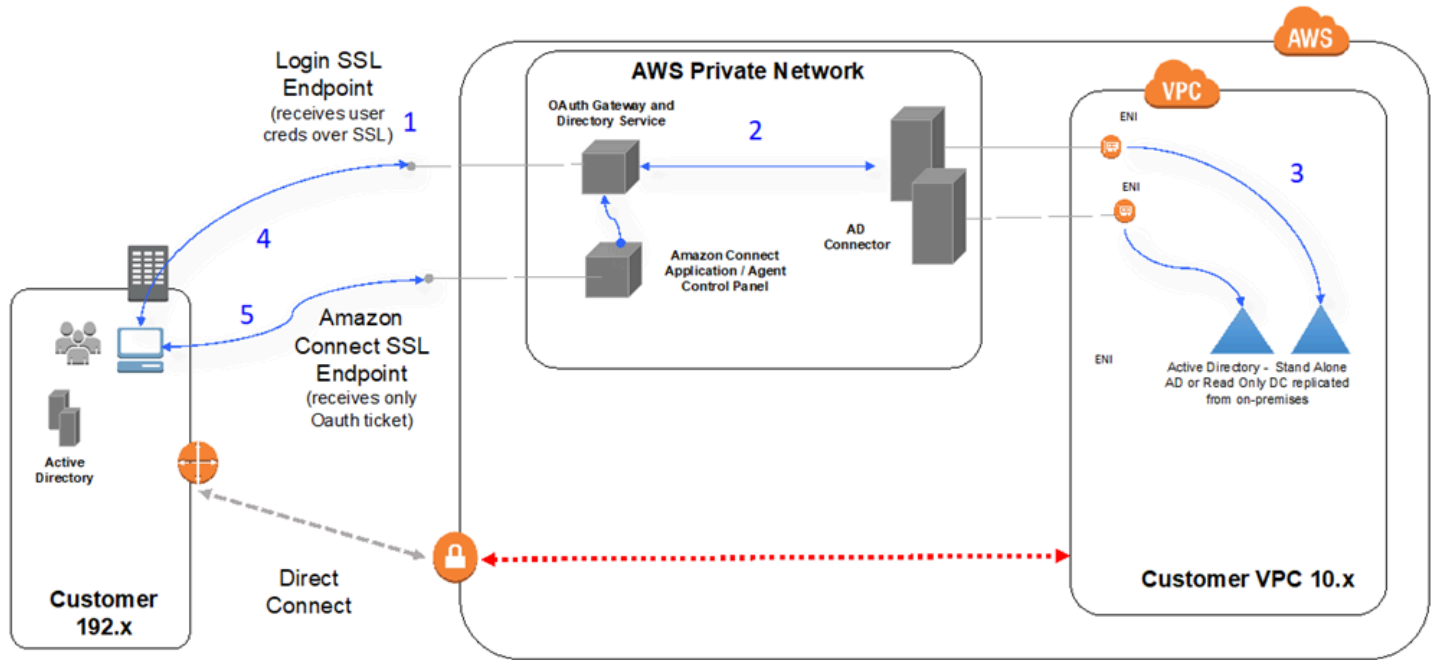 AWS
VPC
AWS Private Network
Login SSL
Endpoint
(receives user
creds over SSL)
1
OAuth Gateway and
Directory Service
2
ENI
3
ENI
AD
Connector
4
Amazon Connect
Application / Agent
Control Panel
5
Amazon
Connect SSL
Endpoint
(receives only
Oauth ticket)
ENI
Active Directory - Stand Alone
AD or Read Only DC replicated
from on-premises
Active
Directory
Direct
Connect
Customer
192.x
Customer VPC 10.x